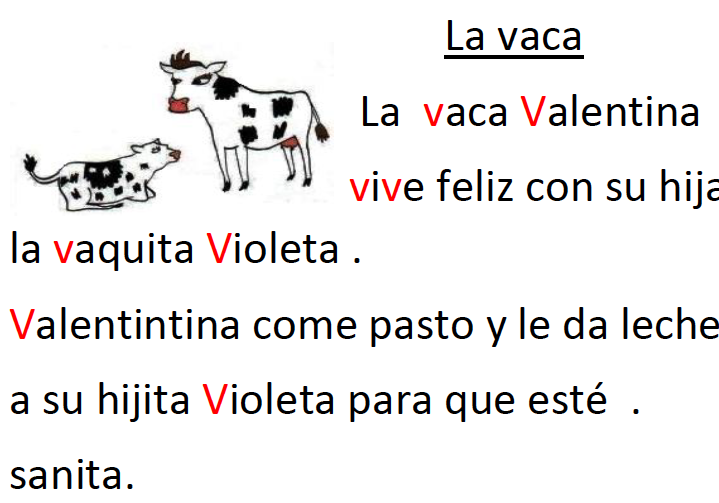 La vaca
La vaca Valentina
vive feliz con su hija
la vaquita Violeta .
Valentintina come pasto y le da leche
a su hijita Violeta para que esté .
sanita.